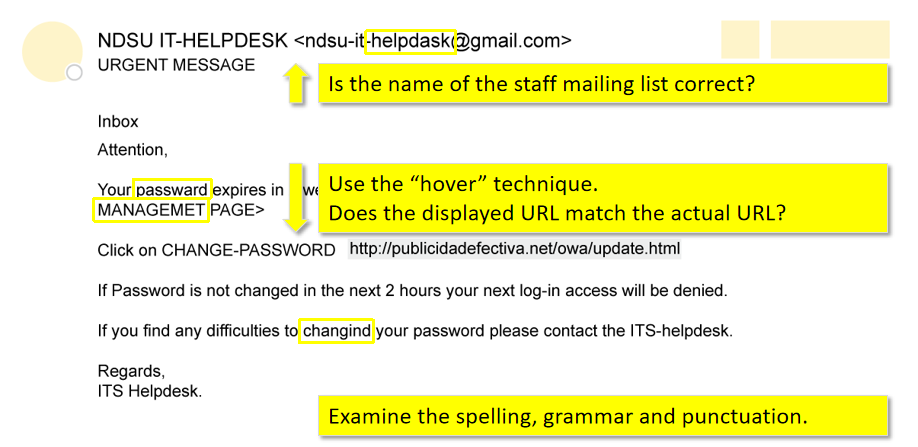 NDSU IT-HELPDESK <ndsu-it-helpdask@gmail.com>
URGENT MESSAGE
Is the name of the staff mailing list correct?
Inbox
Attention,
Your passward expires in
Use the “hover” technique.
MANAGEMET PAGE>
Does the displayed URL match the actual URL?
Click on CHANGE-PASSWORD http://publicidadefectiva.net/owa/update.html
If Password is not changed in the next 2 hours your next log-in access will be denied.
If you find any difficulties to changind your password please contact the ITS-helpdesk.
Regards,
ITS Helpdesk.
Examine the spelling, grammar and punctuation.